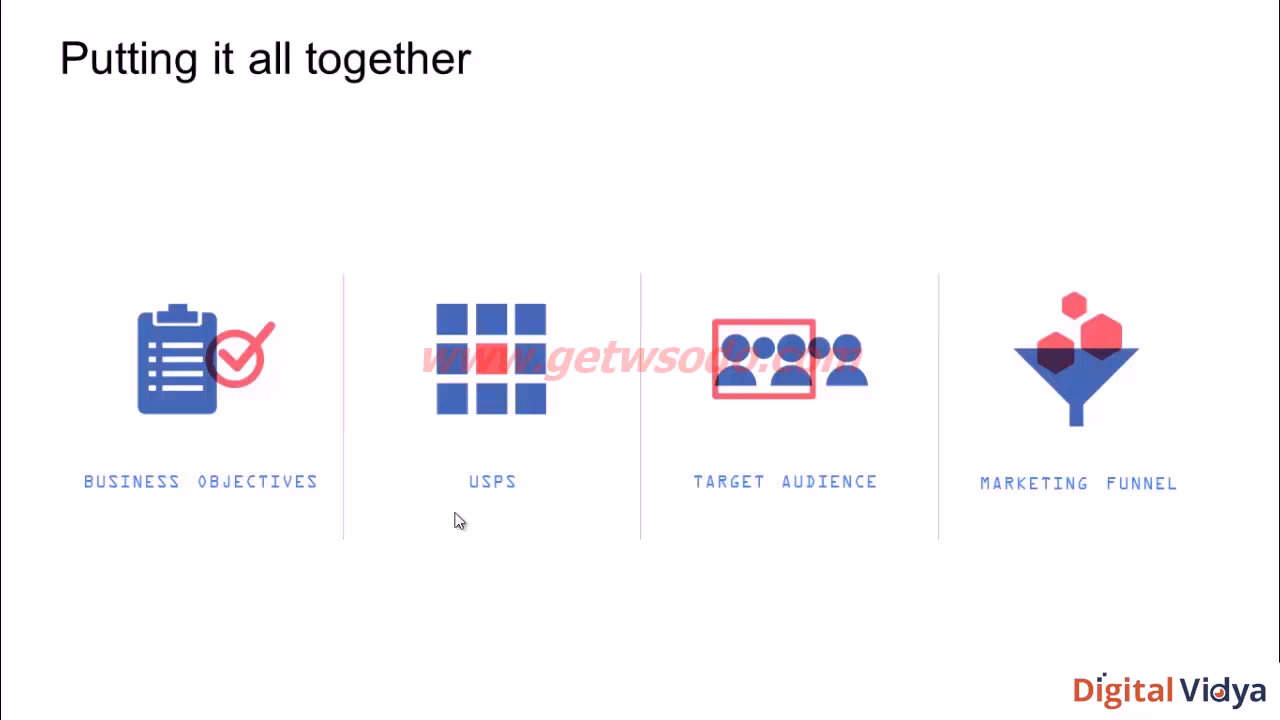 Putting it all together
www.getwsodo.com
BUSINESS OBJECTIVES
USPS
TARGET AUDIENCE
MARKETING FUNNEL
Digital Vidya